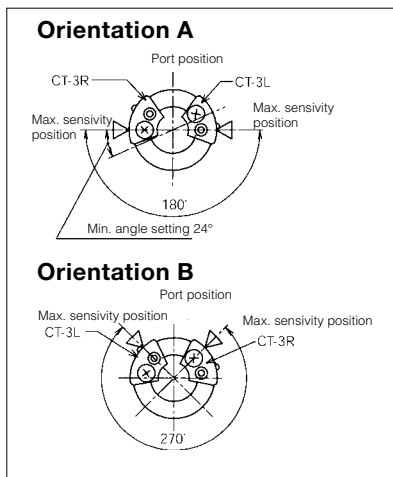 Orientation A
Port position
CT-3R
CT-3L
Max. sensivity
position
Max. sensivity
position
180°
Min. angle setting 24°
Orientation B
Port position
Max. sensivity position
CT-3L
Max. sensivity position
CT-3R
270°